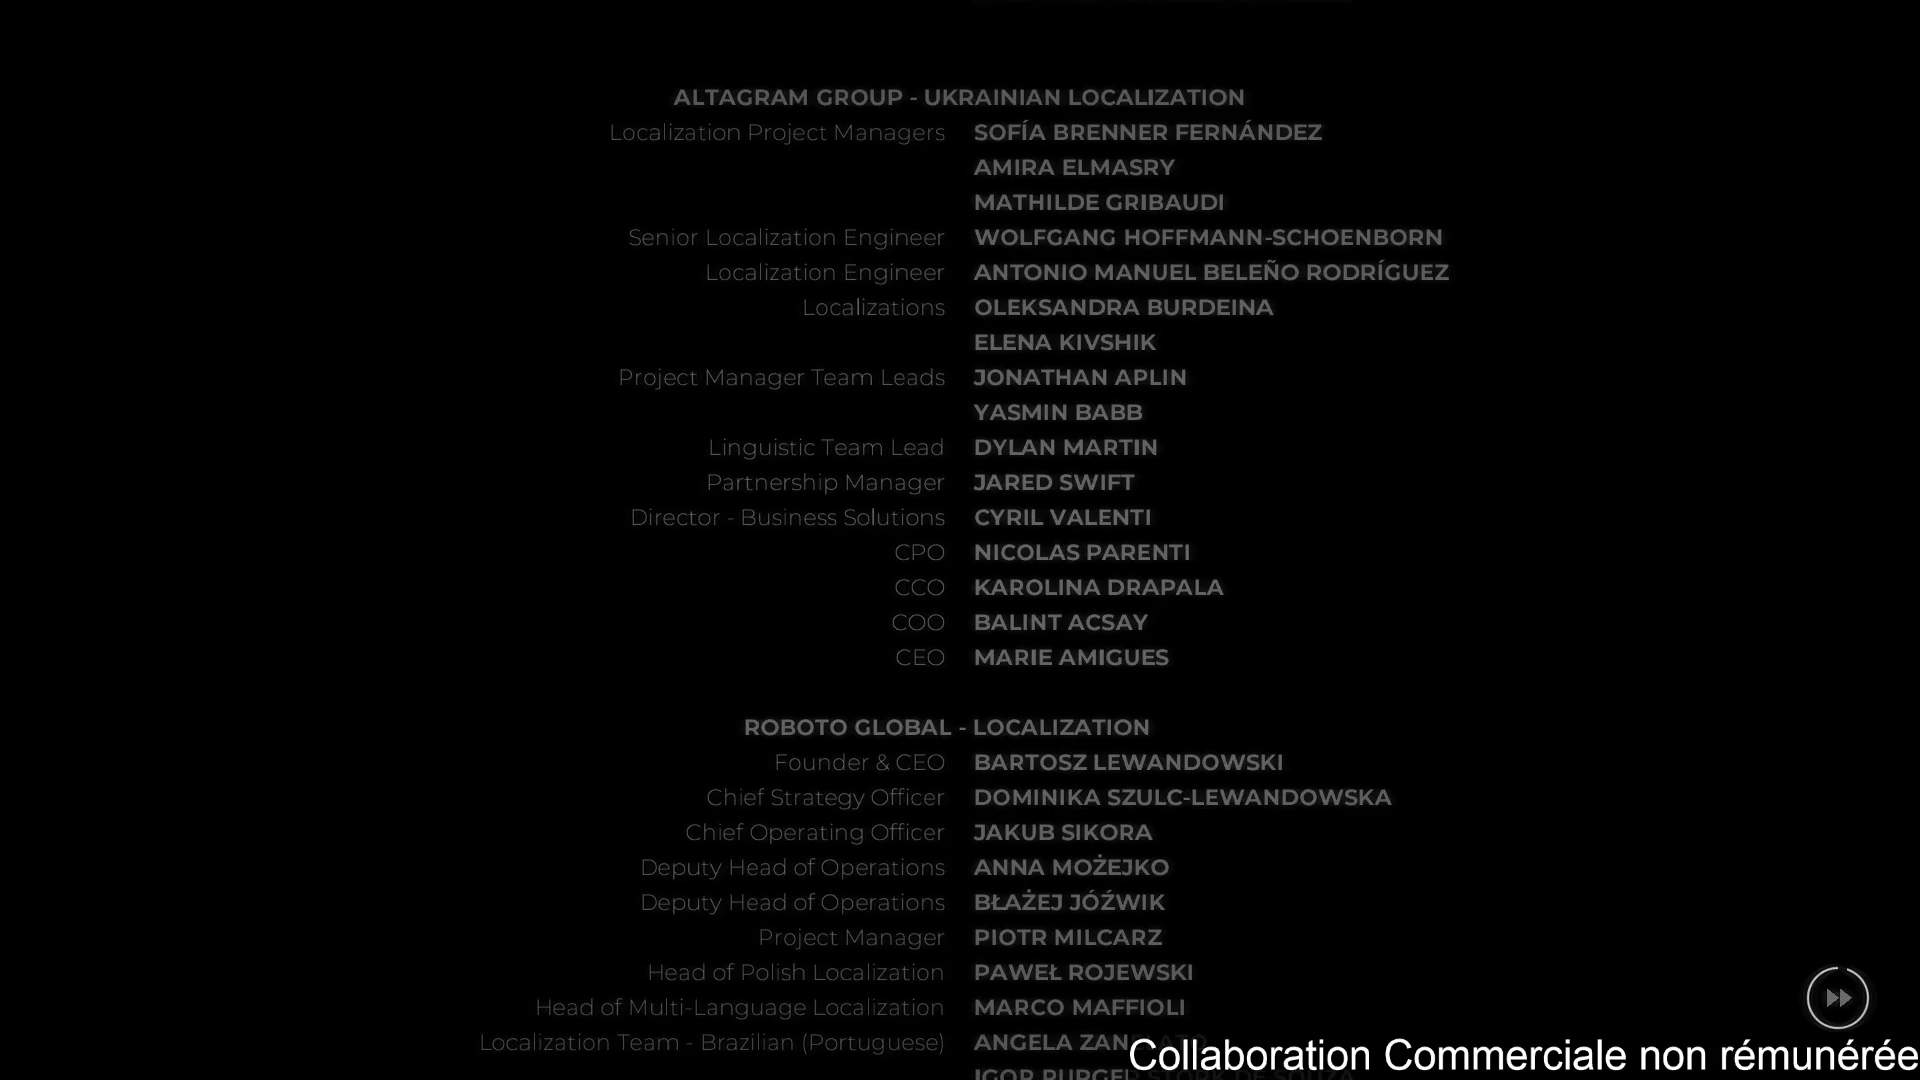 ALTAGRAM GROUP - UKRAINIAN LOCALIZATION
Localization Project Managers SOFÍA BRENNER FERNÁNDEZ
AMIRA ELMASRY
MATHILDE GRIBAUDI
Senior Localization Engineer WOLFGANG HOFFMANN-SCHOENBORN
Localization Engineer ANTONIO MANUEL BELEÑO RODRÍGUEZ
Localizations OLEKSANDRA BURDEINA
ELENA KIVSHIK
Project Manager Team Leads JONATHAN APLIN
YASMIN BABB
Linguistic Team Lead DYLAN MARTIN
Partnership Manager JARED SWIFT
Director - Business Solutions CYRIL VALENTI
CPO NICOLAS PARENTI
CCO KAROLINA DRAPALA
COO BALINT ACSAY
CEO MARIE AMIGUES
ROBOTO GLOBAL - LOCALIZATION
Founder & CEO BARTOSZ LEWANDOWSKI
Chief Strategy Officer DOMINIKA SZULC-LEWANDOWSKA
Chief Operating Officer JAKUB SIKORA
Deputy Head of Operations ANNA MOŻEJKO
Deputy Head of Operations BŁAŻEJ JÓŹWIK
Project Manager PIOTR MILCARZ
Head of Polish Localization PAWEŁ ROJEWSKI
Head of Multi-Language Localization MARCO MAFFIOLI
Localization Team - Brazilian (Portuguese) ANGELA
Collaboration Commerciale non rémunérée